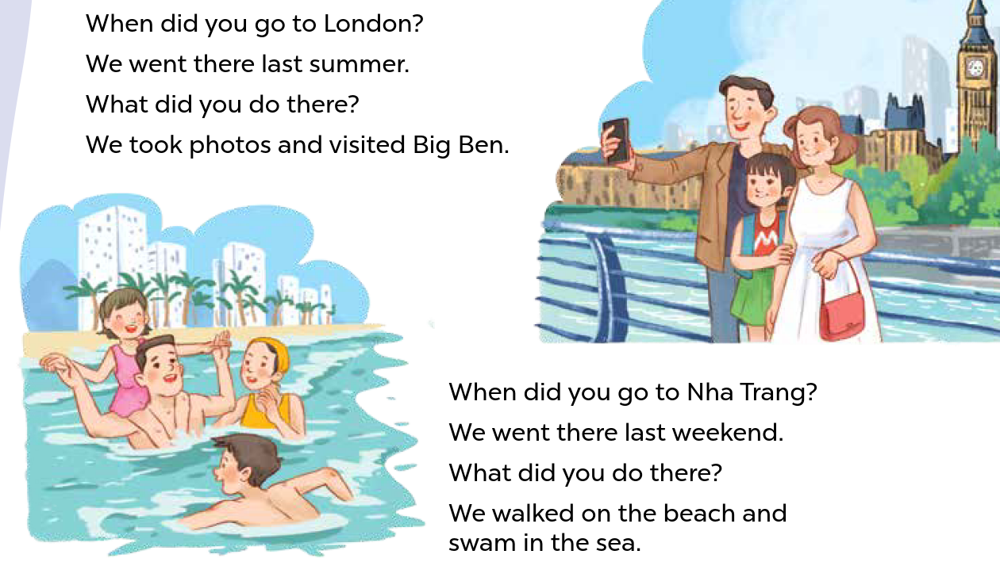 When did you go to London?
We went there last summer.
What did you do there?
We took photos and visited Big Ben.
When did you go to Nha Trang?
We went there last weekend.
What did you do there?
We walked on the beach and
swam in the sea.